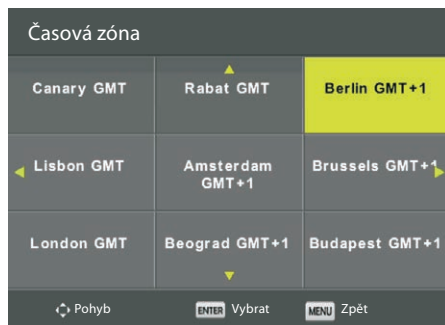 Časová zóna
Canary GMT Rabat GMT Berlin GMT+1
Lisbon GMT Amsterdam GMT+1 Brussels GMT+1
London GMT Beograd GMT+1 Budapest GMT+1
Pohyb ENTER Vybrat MENU Zpět